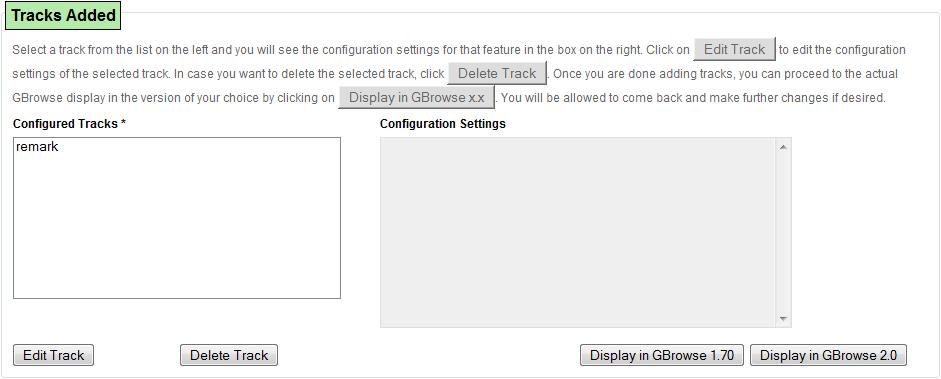 Tracks Added
Select a track from the list on the left and you will see the configuration settings for that feature in the box on the right. Click on Edit Track to edit the configuration
settings of the selected track. In case you want to delete the selected track, click Delete Track . Once you are done adding tracks, you can proceed to the actual
GBrowse display in the version of your choice by clicking on Display in GBrowse x.x . You will be allowed to come back and make further changes if desired.
Configured Tracks * Configuration Settings
remark
Edit Track Delete Track Display in GBrowse 1.70 Display in GBrowse 2.0